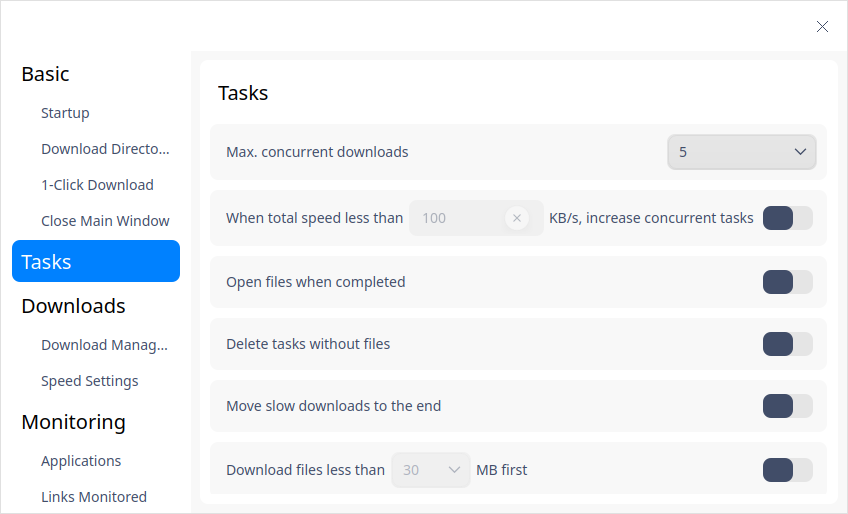 Basic
Startup
Download Directo...
1-Click Download
Close Main Window
Tasks
Downloads
Download Manag...
Speed Settings
Monitoring
Applications
Links Monitored
Tasks
Max. concurrent downloads 5
When total speed less than 100 KB/s, increase concurrent tasks
Open files when completed
Delete tasks without files
Move slow downloads to the end
Download files less than 30 MB first